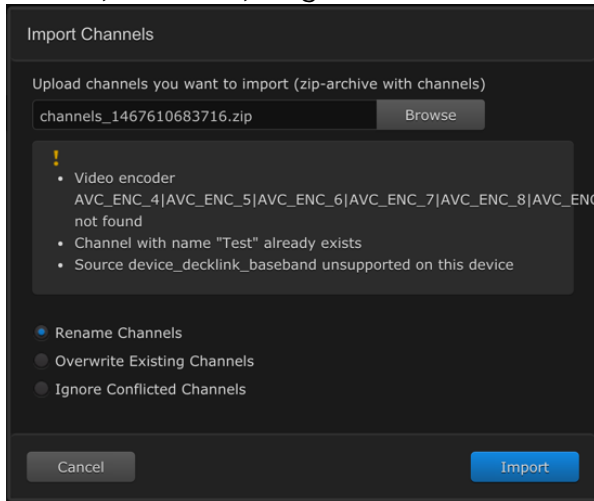 Import Channels
Upload channels you want to import (zip-archive with channels)
channels_1467610683716.zip Browse
!
• Video encoder
AVC_ENC_4|AVC_ENC_5|AVC_ENC_6|AVC_ENC_7|AVC_ENC_8|AVC_ENC
not found
• Channel with name "Test" already exists
• Source device_decklink_baseband unsupported on this device
Rename Channels
Overwrite Existing Channels
Ignore Conflicted Channels
Cancel Import